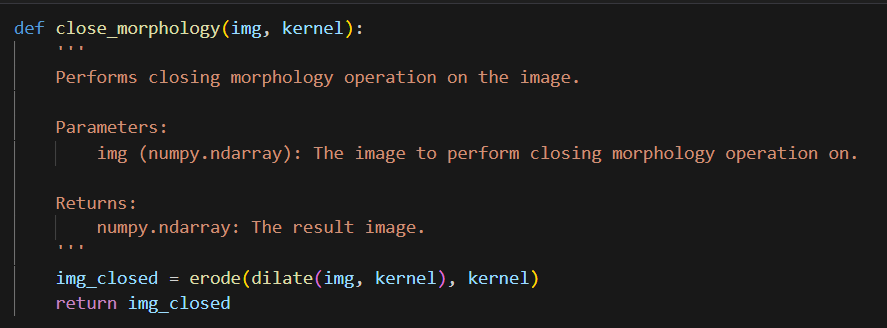 def close_morphology(img, kernel):
    '''
    Performs closing morphology operation on the image.

    Parameters:
        img (numpy.ndarray): The image to perform closing morphology operation on.

    Returns:
        numpy.ndarray: The result image.
    '''
    img_closed = erode(dilate(img, kernel), kernel)
    return img_closed